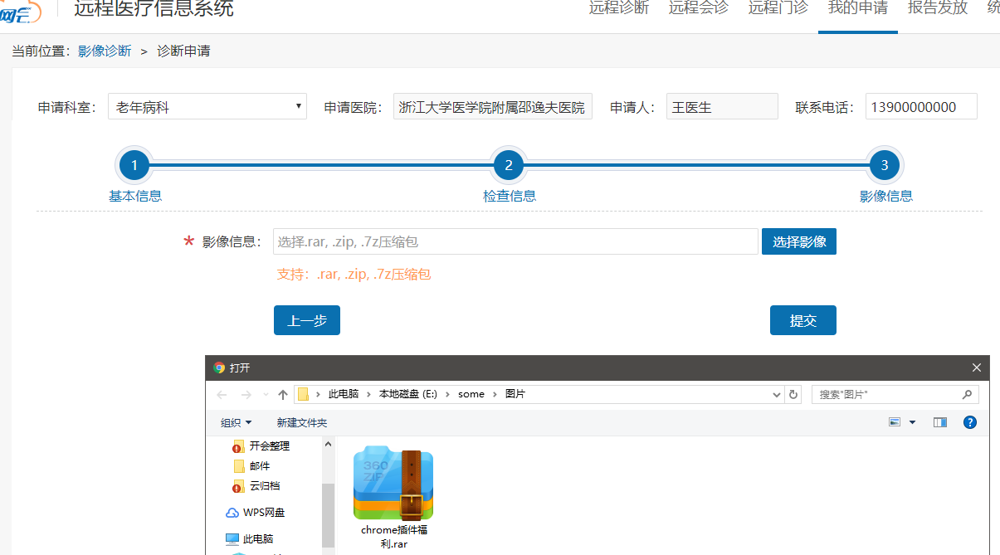 网云
远程医疗信息系统
远程诊断 远程会诊 远程门诊 我的申请 报告发放 统
当前位置：影像诊断 > 诊断申请
申请科室： 老年病科 申请医院： 浙江大学医学院附属邵逸夫医院 申请人： 王医生 联系电话： 13900000000
1 2 3
基本信息 检查信息 影像信息
* 影像信息： 选择.rar, .zip, .7z压缩包 选择影像
支持：.rar, .zip, .7z压缩包
上一步 提交
打开
此电脑 › 本地磁盘 (E:) › some › 图片 搜索"图片"
组织 新建文件夹 ?
开会整理
邮件
云归档
WPS网盘
此电脑
360
ZIP
chrome插件福
利.rar